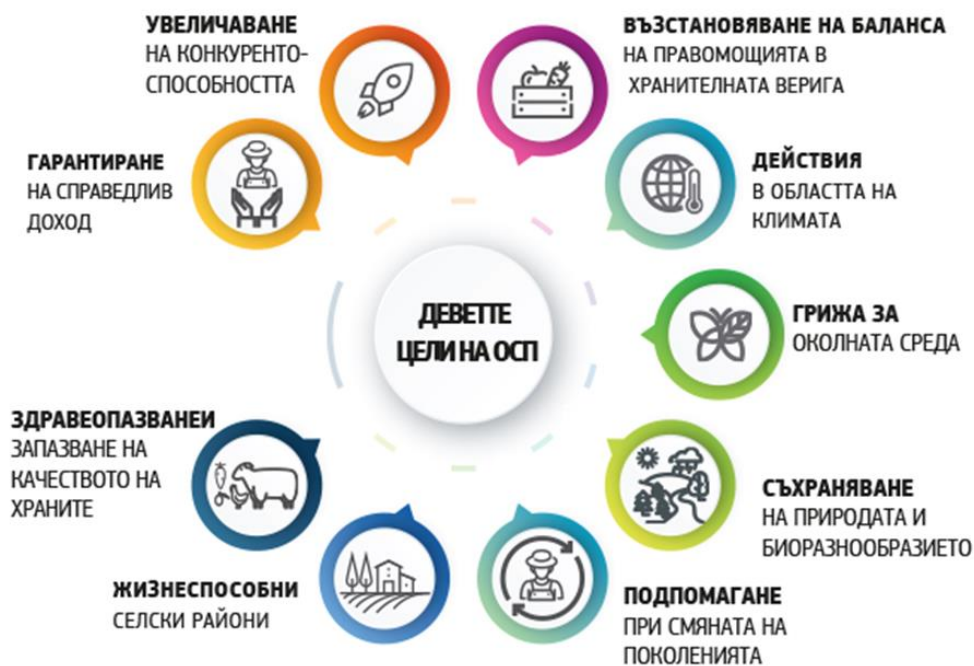 УВЕЛИЧАВАНЕ
НА КОНКУРЕНТО-
СПОСОБНОСТТА
ВЪЗСТАНОВЯВАНЕ НА БАЛАНСА
НА ПРАВОМОЩИЯТА В
ХРАНИТЕЛНАТА ВЕРИГА
ГАРАНТИРАНЕ
НА СПРАВЕДЛИВ
ДОХОД
ДЕЙСТВИЯ
В ОБЛАСТТА НА
КЛИМАТА
ДЕВЕТТЕ
ЦЕЛИ НА ОСП
ГРИЖА ЗА
ОКОЛНАТА СРЕДА
ЗДРАВЕОПАЗВАНЕИ
ЗАПАЗВАНЕ НА
КАЧЕСТВОТО НА
ХРАНИТЕ
СЪХРАНЯВАНЕ
НА ПРИРОДАТА И
БИОРАЗНООБРАЗИЕТО
ЖИЗНЕСПОСОБНИ
СЕЛСКИ РАЙОНИ
ПОДПОМАГАНЕ
ПРИ СМЯНАТА НА
ПОКОЛЕНИЯТА